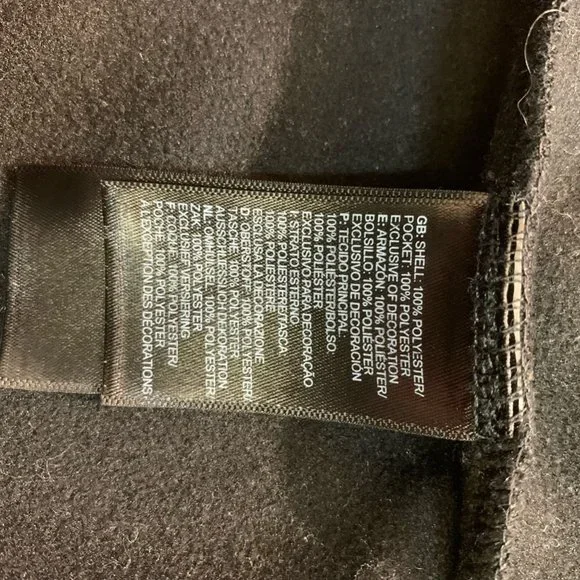 GB: SHELL: 100% POLYESTER/
POCKET: 100% POLYESTER
EXCLUSIVE DECORATION
E: ARMAZÓN: 100% POLIÉSTER/
BOLSILLO: 100% POLIÉSTER
EXCLUSIVO DE DECORACIÓN
P: TECIDO PRINCIPAL:
100% POLIÉSTER/BOLSO:
100% POLIÉSTER
EXCLUSIVO PARA DECORAÇÃO
I: STRATO ESTERNO:
100% POLIESTERE/TASCA
100% POLIESTERE
ESCLUSA LA DECORAZIONE
D: OBERSTOFF: 100% POLYESTER/
TASCHE: 100% POLYESTER
AUSSCHLIESSLICH DEKORATION
NL: OMHULSEL: 100% POLYESTER/
ZAK: 100% POLYESTER
EXCLUSIEF VERSIERING
F: COQUE: 100% POLYESTER/
POCHE: 100% POLYESTER
À L'EXCEPTION DES DÉCORATIONS